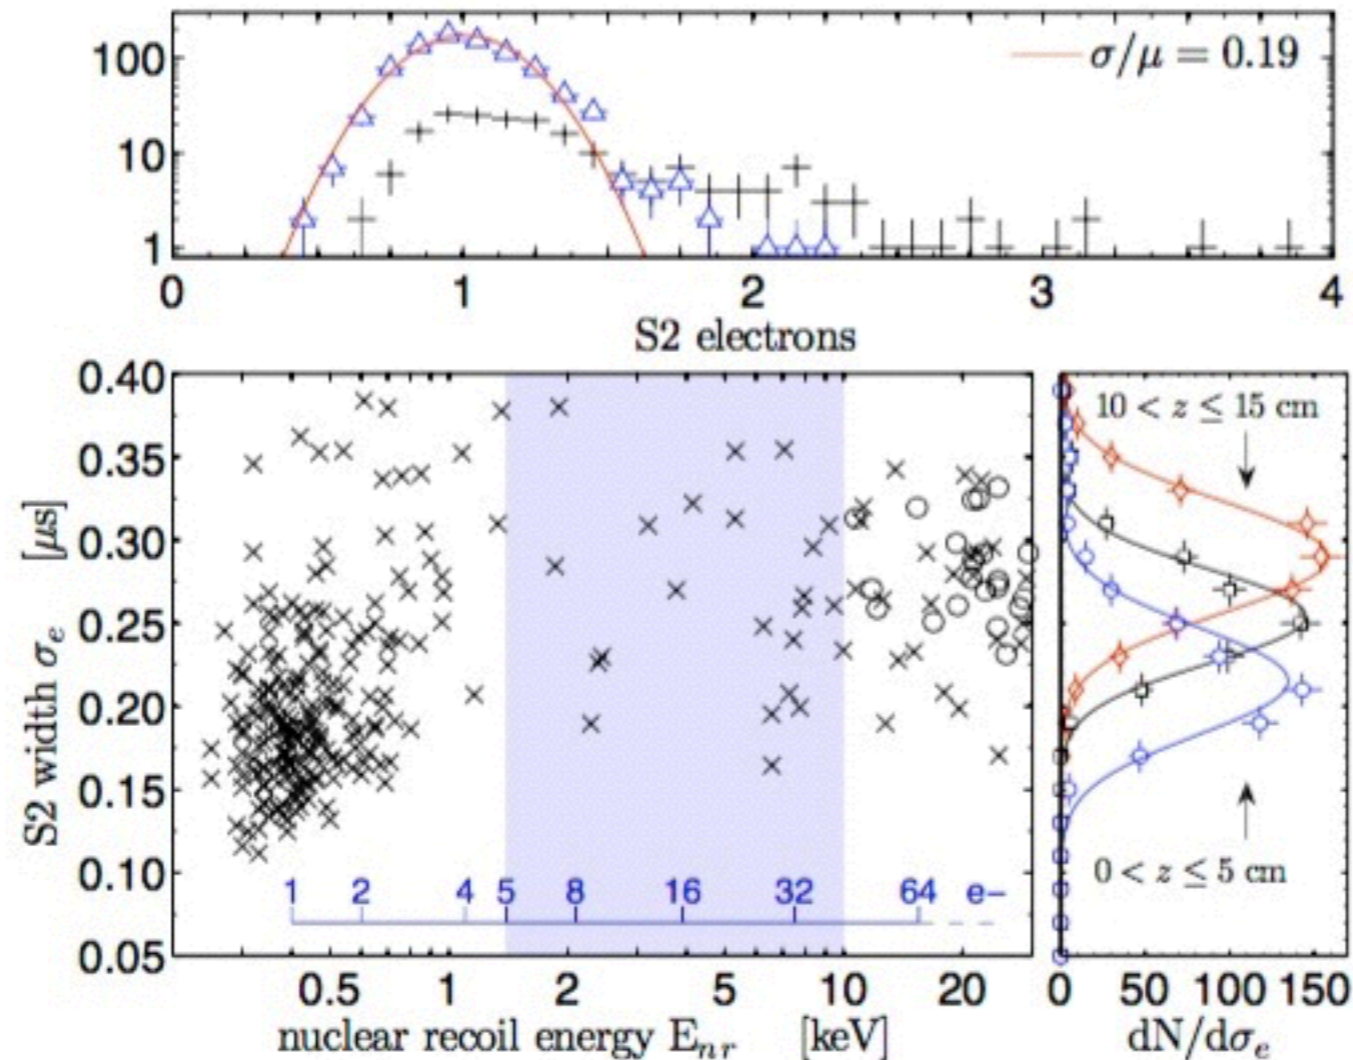 100
10
1
σ/μ = 0.19
0 1 2 3 4
S2 electrons
0.40
0.35
0.30
0.25
0.20
0.15
0.10
0.05
S2 width σe [μs]
1 2 4 5 8 16 32 64 e-
0.5 1 2 5 10 20
nuclear recoil energy Enr [keV]
10 < z ≤ 15 cm
0 < z ≤ 5 cm
0 50 100 150
dN/dσe